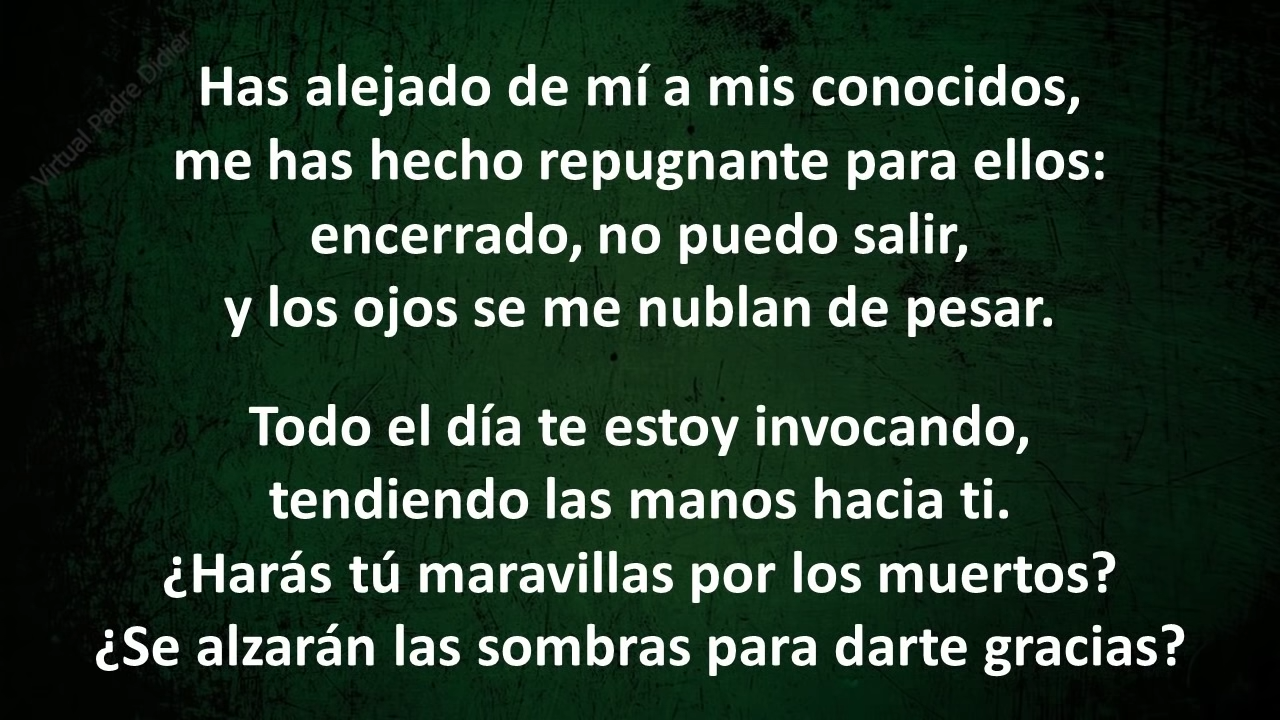 Virtual Padre Didier
Has alejado de mí a mis conocidos,
me has hecho repugnante para ellos:
encerrado, no puedo salir,
y los ojos se me nublan de pesar.
Todo el día te estoy invocando,
tendiendo las manos hacia ti.
¿Harás tú maravillas por los muertos?
¿Se alzarán las sombras para darte gracias?